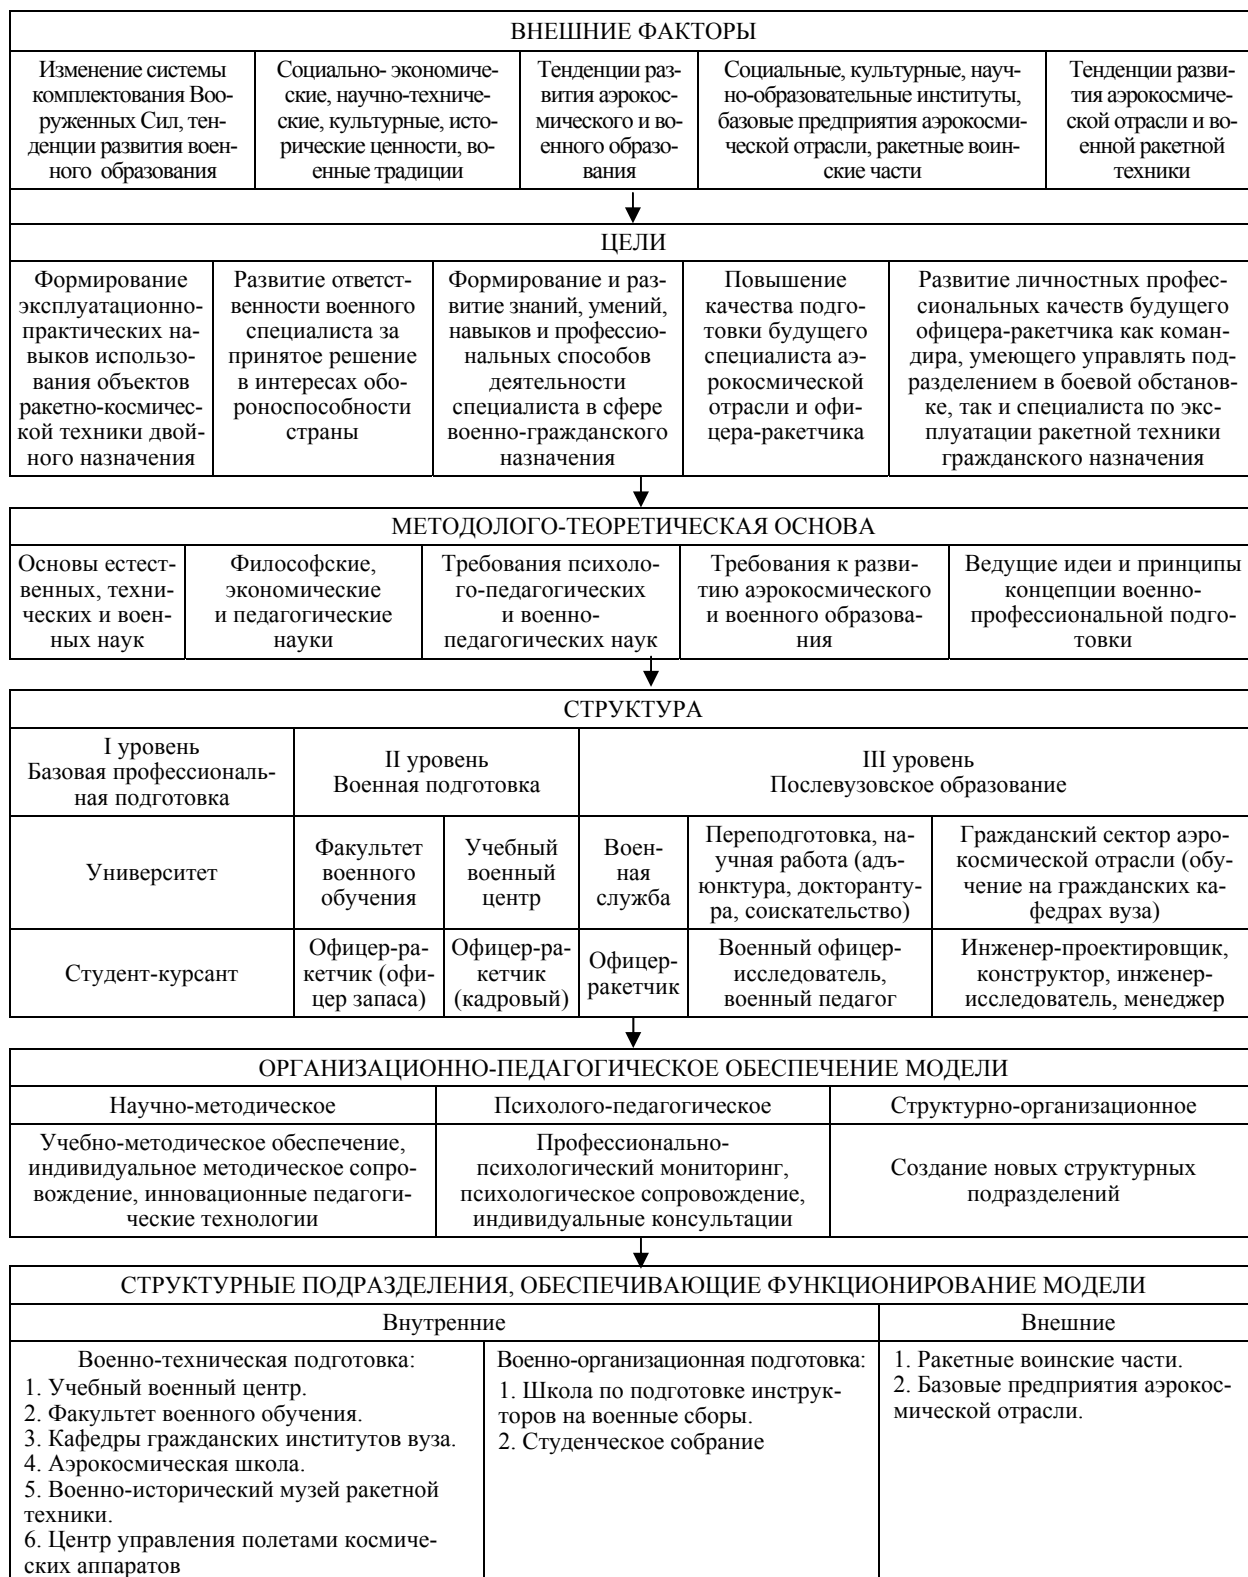 ВНЕШНИЕ ФАКТОРЫ
Изменение системы
комплектования Воо-
руженных Сил, тен-
денции развития воен-
ного образования
Социально- экономиче-
ские, научно-техниче-
ские, культурные, исто-
рические ценности, во-
енные традиции
Тенденции раз-
вития аэрокос-
мического и во-
енного образо-
вания
Социальные, культурные, науч-
но-образовательные институты,
базовые предприятия аэрокосми-
ческой отрасли, ракетные воин-
ские части
Тенденции разви-
тия аэрокосмиче-
ской отрасли и во-
енной ракетной
техники
ЦЕЛИ
Формирование
эксплуатационно-
практических на-
выков использо-
вания объектов
ракетно-космичес-
кой техники двой-
ного назначения
Развитие ответст-
венности военного
специалиста за
принятое решение
в интересах обо-
роноспособности
страны
Формирование и раз-
витие знаний, умений,
навыков и профессио-
нальных способов
деятельности
специалиста в сфере
военно-гражданского
назначения
Повышение
качества подго-
товки будущего
специалиста аэ-
рокосмической
отрасли и офи-
цера-ракетчика
Развитие личностных профес-
сиональных качеств будущего
офицера-ракетчика как коман-
дира, умеющего управлять под-
разделением в боевой обстанов-
ке, так и специалиста по экс-
плуатации ракетной техники
гражданского назначения
МЕТОДОЛОГО-ТЕОРЕТИЧЕСКАЯ ОСНОВА
Основы естест-
венных, техни-
ческих и воен-
ных наук
Философские,
экономические
и педагогические
науки
Требования психоло-
го-педагогических
и военно-
педагогических наук
Требования к разви-
тию аэрокосмического
и военного образова-
ния
Ведущие идеи и принципы
концепции военно-
профессиональной подго-
товки
СТРУКТУРА
I уровень
Базовая профессиональ-
ная подготовка
II уровень
Военная подготовка
III уровень
Послевузовское образование
Университет
Факультет
военного
обучения
Учебный
военный
центр
Воен-
ная
служба
Переподготовка, на-
учная работа (адъ-
юнктура, докторанту-
ра, соискательство)
Гражданский сектор аэро-
космической отрасли (обу-
чение на гражданских ка-
федрах вуза)
Студент-курсант
Офицер-ра-
кетчик (офи-
цер запаса)
Офицер-ра-
кетчик
(кадровый)
Офицер-
ракетчик
Военный офицер-
исследователь,
военный педагог
Инженер-проектировщик,
конструктор, инженер-
исследователь, менеджер
ОРГАНИЗАЦИОННО-ПЕДАГОГИЧЕСКОЕ ОБЕСПЕЧЕНИЕ МОДЕЛИ
Научно-методическое
Психолого-педагогическое
Структурно-организационное
Учебно-методическое обеспечение,
индивидуальное методическое сопро-
вождение, инновационные педагоги-
ческие технологии
Профессионально-
психологический мониторинг,
психологическое сопровождение,
индивидуальные консультации
Создание новых структурных
подразделений
СТРУКТУРНЫЕ ПОДРАЗДЕЛЕНИЯ, ОБЕСПЕЧИВАЮЩИЕ ФУНКЦИОНИРОВАНИЕ МОДЕЛИ
Внутренние
Внешние
Военно-техническая подготовка:
1. Учебный военный центр.
2. Факультет военного обучения.
3. Кафедры гражданских институтов вуза.
4. Аэрокосмическая школа.
5. Военно-исторический музей ракетной
техники.
6. Центр управления полетами космиче-
ских аппаратов
Военно-организационная подготовка:
1. Школа по подготовке инструк-
торов на военные сборы.
2. Студенческое собрание
1. Ракетные воинские части.
2. Базовые предприятия аэрокос-
мической отрасли.